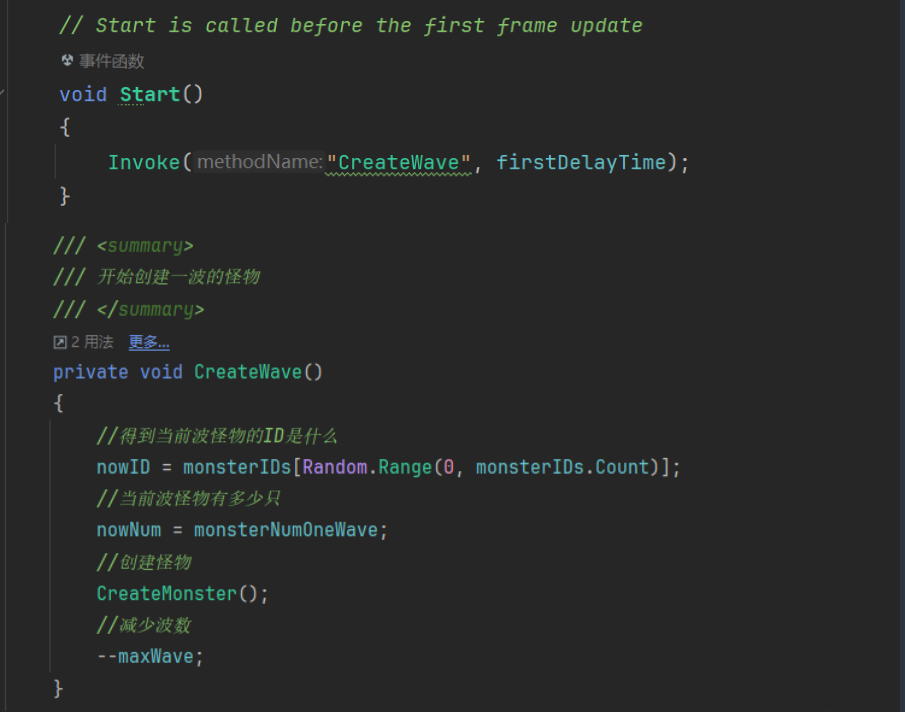 // Start is called before the first frame update
事件函数
void Start()
{
Invoke( methodName: "CreateWave", firstDelayTime);
}
/// <summary>
/// 开始创建一波的怪物
/// </summary>
2 用法 更多...
private void CreateWave()
{
//得到当前波怪物的ID是什么
nowID = monsterIDs[Random.Range(0, monsterIDs.Count)];
//当前波怪物有多少只
nowNum = monsterNumOneWave;
//创建怪物
CreateMonster();
//减少波数
--maxWave;
}